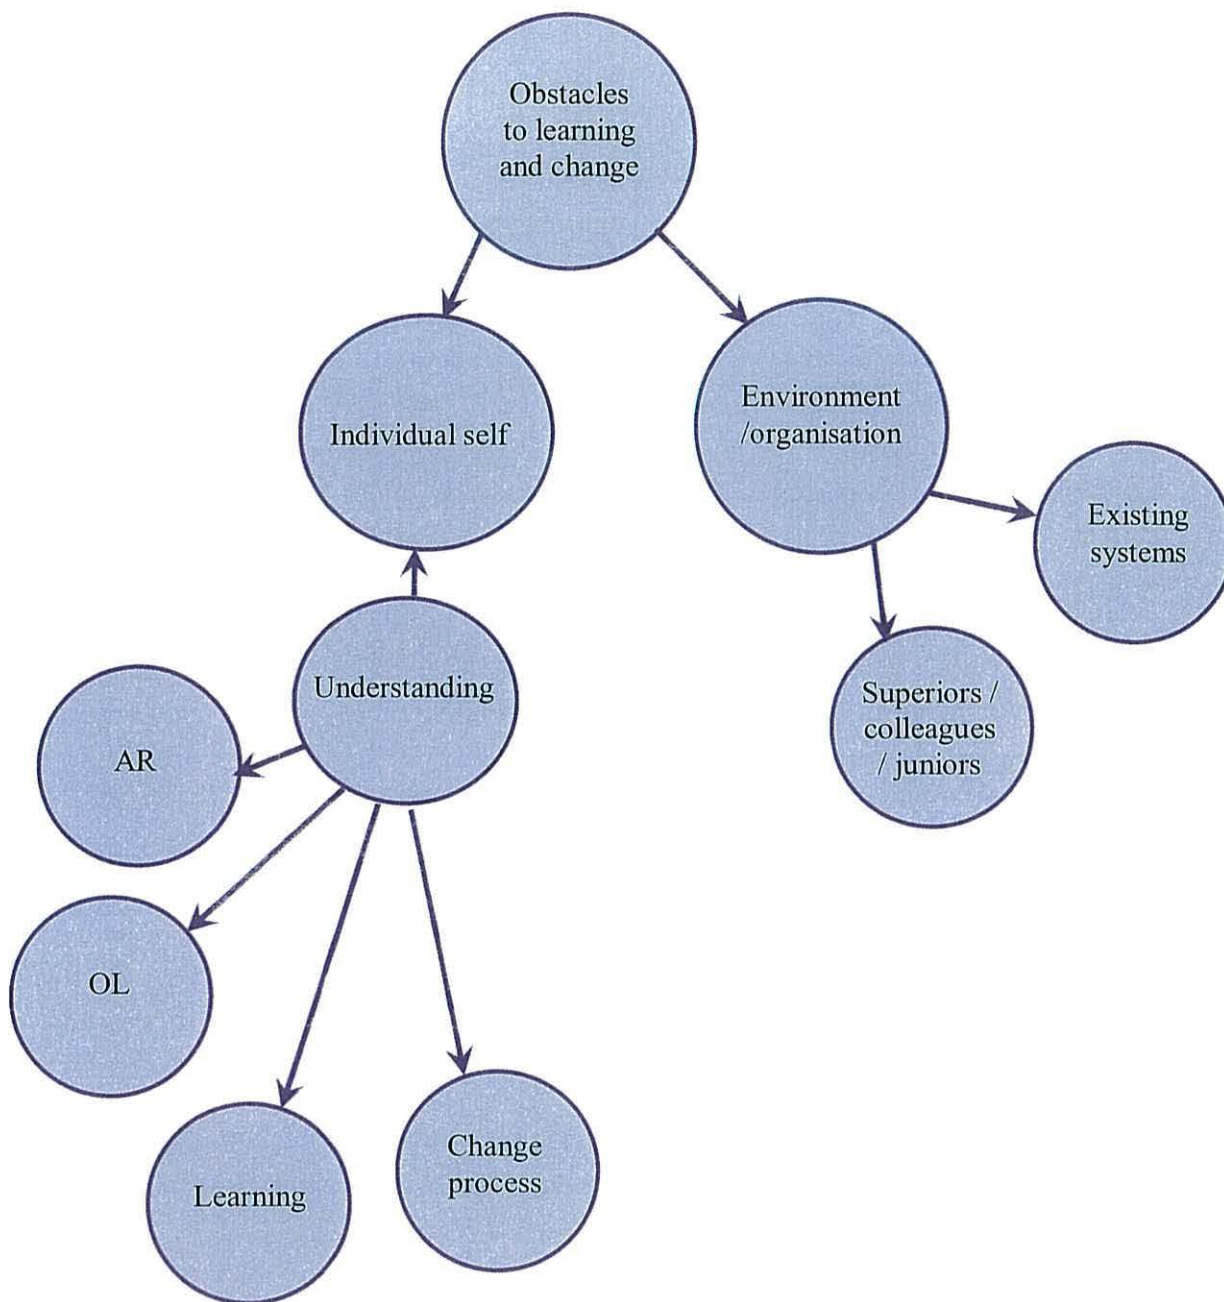 Obstacles
to learning
and change
Individual self
Environment
/organisation
Existing
systems
Understanding
Superiors /
colleagues
/ juniors
AR
OL
Learning
Change
process